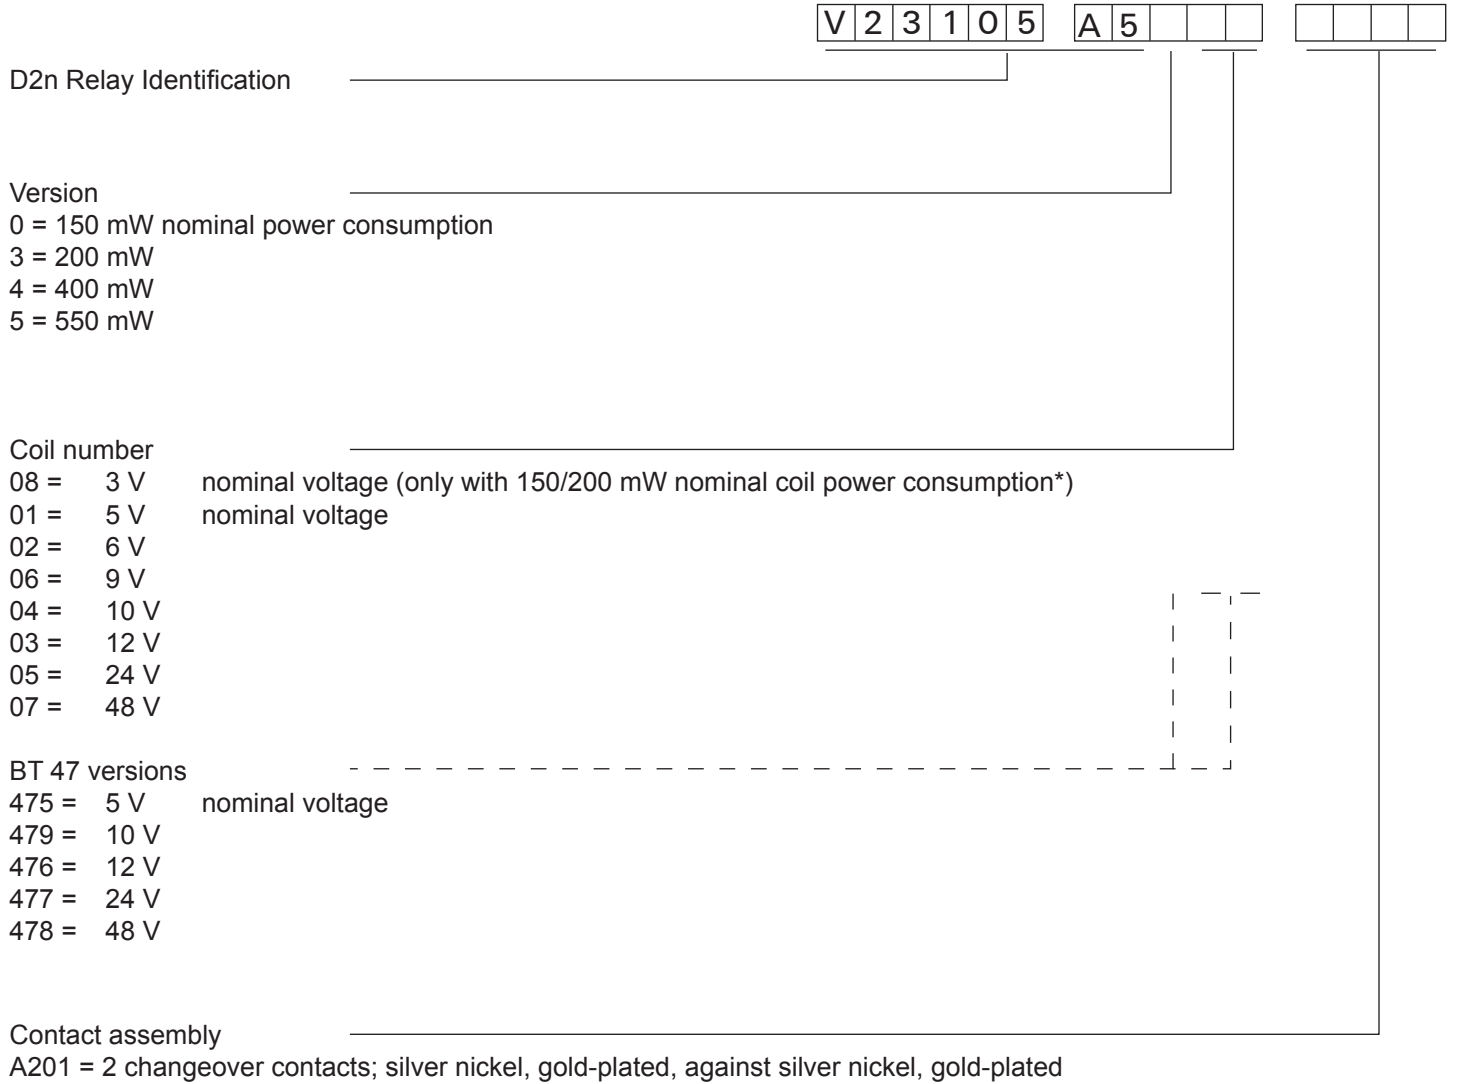 V23105 A5
D2n Relay Identification
Version
0 = 150 mW nominal power consumption
3 = 200 mW
4 = 400 mW
5 = 550 mW
Coil number
08 = 3 V nominal voltage (only with 150/200 mW nominal coil power consumption*)
01 = 5 V nominal voltage
02 = 6 V
06 = 9 V
04 = 10 V
03 = 12 V
05 = 24 V
07 = 48 V
BT 47 versions
475 = 5 V nominal voltage
479 = 10 V
476 = 12 V
477 = 24 V
478 = 48 V
Contact assembly
A201 = 2 changeover contacts; silver nickel, gold-plated, against silver nickel, gold-plated